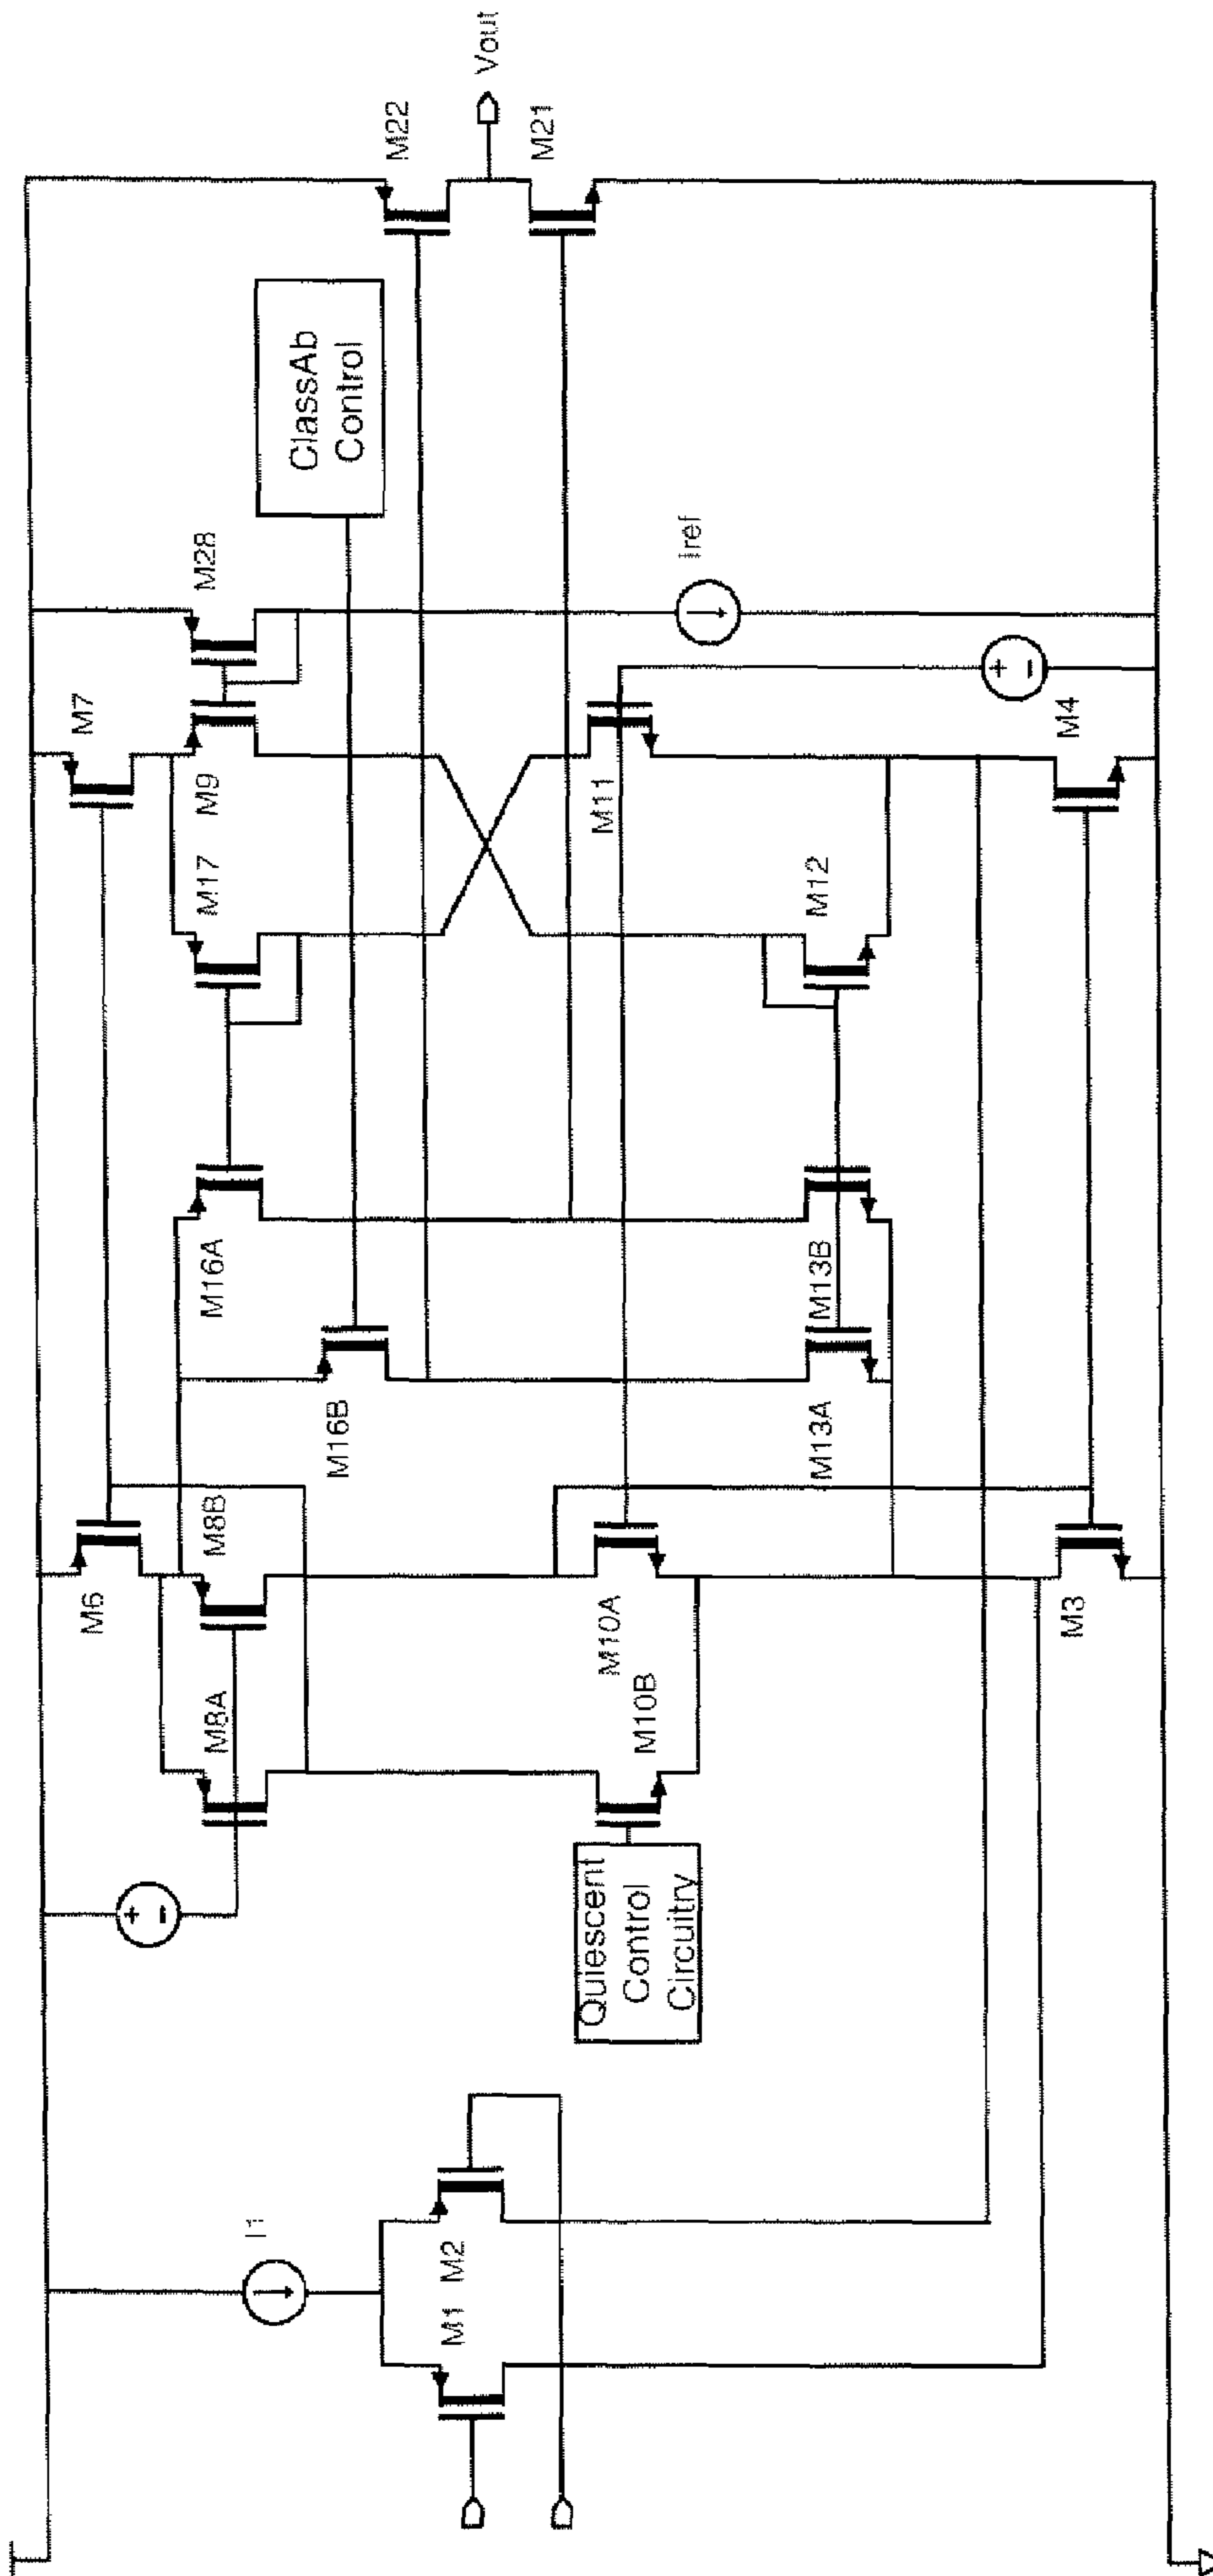 I1
M1
M2
Quiescent
Control
Circuitry
M8A
M10B
M6
M8B
M10A
M3
M16B
M13A
M16A
M13B
M17
M12
M7
M9
M11
M4
M28
Iref
ClassAb
Control
M22
M21
Vout